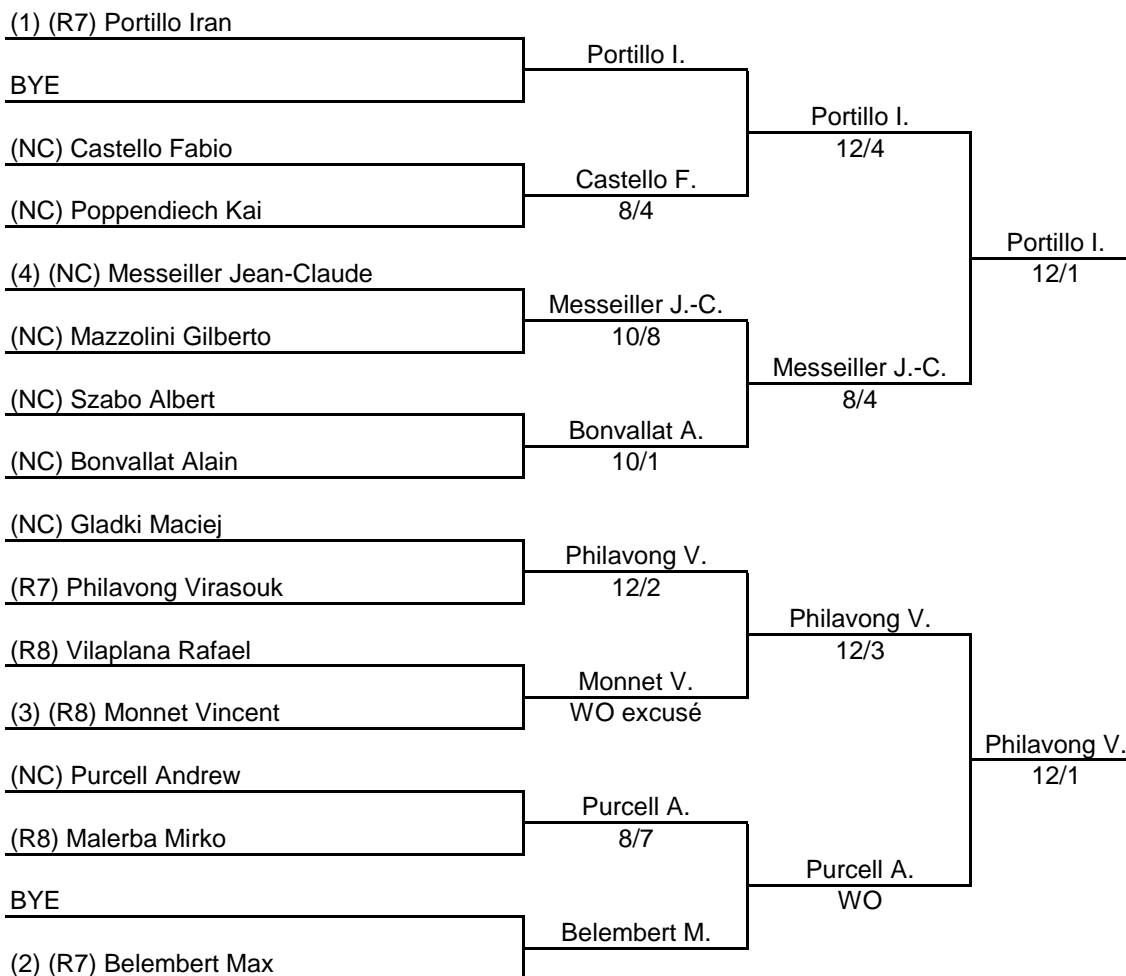 (1) (R7) Portillo Iran
Portillo I.
BYE
Portillo I.
(NC) Castello Fabio
12/4
Castello F.
(NC) Poppendiech Kai
8/4
Portillo I.
(4) (NC) Messeiller Jean-Claude
12/1
Messeiller J.-C.
(NC) Mazzolini Gilberto
10/8
Messeiller J.-C.
(NC) Szabo Albert
8/4
Bonvallat A.
(NC) Bonvallat Alain
10/1
(NC) Gladki Maciej
Philavong V.
(R7) Philavong Virasouk
12/2
Philavong V.
(R8) Vilaplana Rafael
12/3
Monnet V.
(3) (R8) Monnet Vincent
WO excusé
Philavong V.
(NC) Purcell Andrew
12/1
Purcell A.
(R8) Malerba Mirko
8/7
Purcell A.
BYE
WO
Belembert M.
(2) (R7) Belembert Max